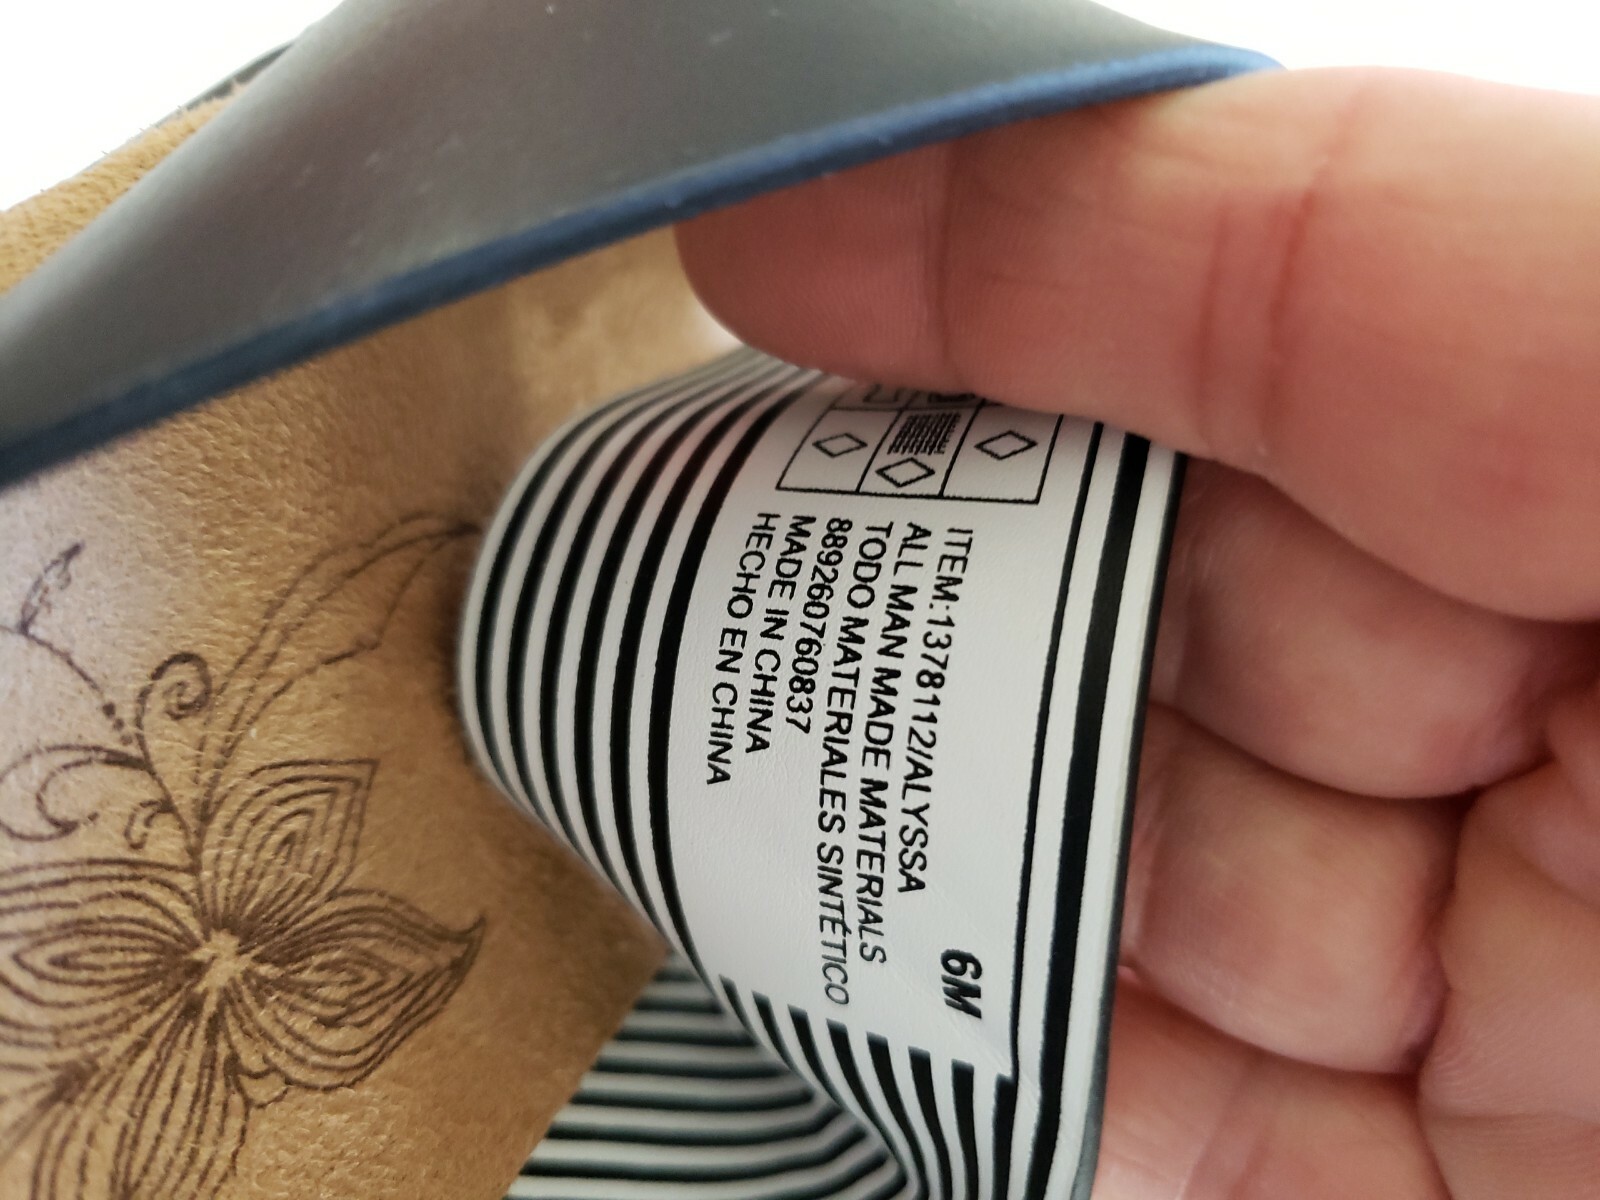 6M
ITEM:1378112/ALYSSA
ALL MAN MADE MATERIALS
TODO MATERIALES SINTÉTICO
889260760837
MADE IN CHINA
HECHO EN CHINA